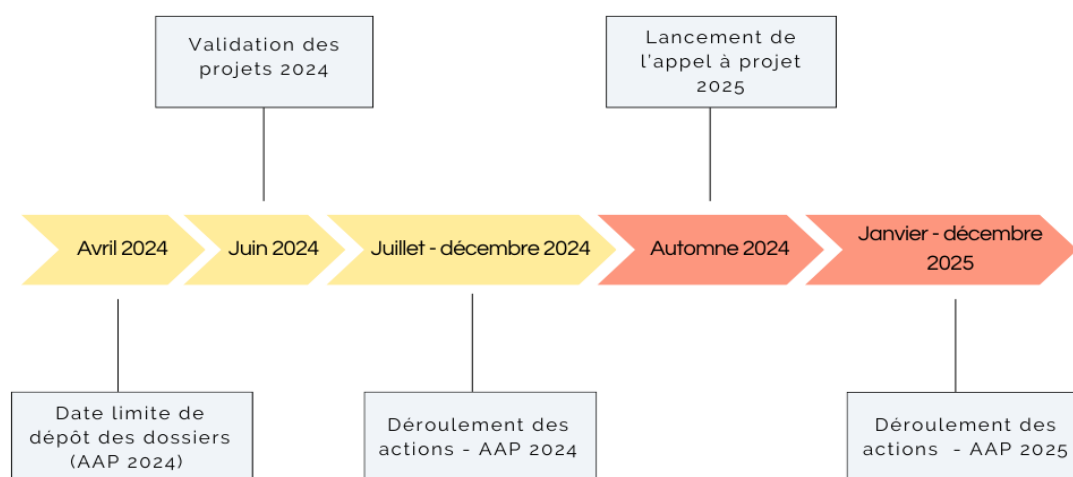 Validation des
projets 2024
Lancement de
l'appel à projet
2025
Avril 2024
Juin 2024
Juillet - décembre 2024
Automne 2024
Janvier - décembre
2025
Date limite de
dépôt des dossiers
(AAP 2024)
Déroulement des
actions - AAP 2024
Déroulement des
actions - AAP 2025